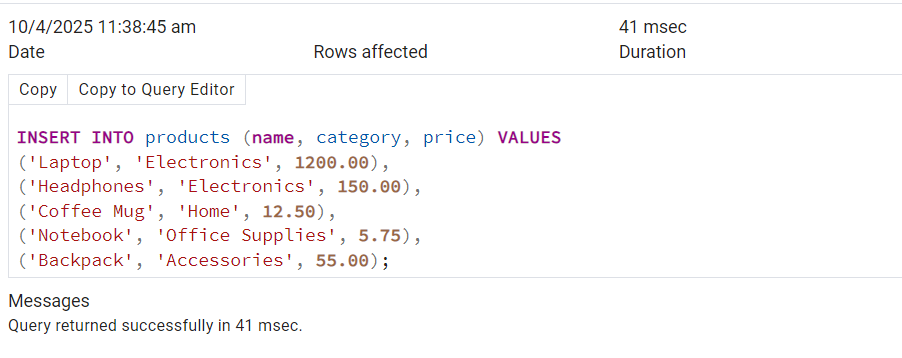 10/4/2025 11:38:45 am 41 msec
Date Rows affected Duration
Copy Copy to Query Editor
INSERT INTO products (name, category, price) VALUES
('Laptop', 'Electronics', 1200.00),
('Headphones', 'Electronics', 150.00),
('Coffee Mug', 'Home', 12.50),
('Notebook', 'Office Supplies', 5.75),
('Backpack', 'Accessories', 55.00);
Messages
Query returned successfully in 41 msec.